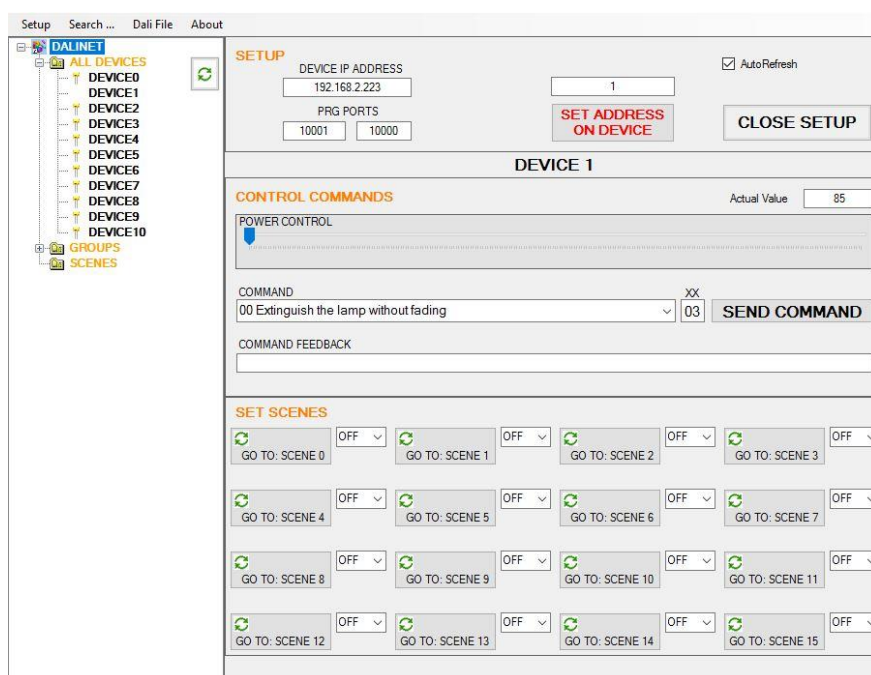 Setup Search ... Dali File About
DALINET
ALL DEVICES
DEVICE0
DEVICE1
DEVICE2
DEVICE3
DEVICE4
DEVICE5
DEVICE6
DEVICE7
DEVICE8
DEVICE9
DEVICE10
GROUPS
SCENES
SETUP
DEVICE IP ADDRESS
192.168.2.223
PRG PORTS
10001 10000
1
SET ADDRESS
ON DEVICE
AutoRefresh
CLOSE SETUP
DEVICE 1
CONTROL COMMANDS
Actual Value 85
POWER CONTROL
COMMAND XX
00 Extinguish the lamp without fading 03 SEND COMMAND
COMMAND FEEDBACK
SET SCENES
OFF OFF OFF OFF
GO TO: SCENE 0 GO TO: SCENE 1 GO TO: SCENE 2 GO TO: SCENE 3
OFF OFF OFF OFF
GO TO: SCENE 4 GO TO: SCENE 5 GO TO: SCENE 6 GO TO: SCENE 7
OFF OFF OFF OFF
GO TO: SCENE 8 GO TO: SCENE 9 GO TO: SCENE 10 GO TO: SCENE 11
OFF OFF OFF OFF
GO TO: SCENE 12 GO TO: SCENE 13 GO TO: SCENE 14 GO TO: SCENE 15